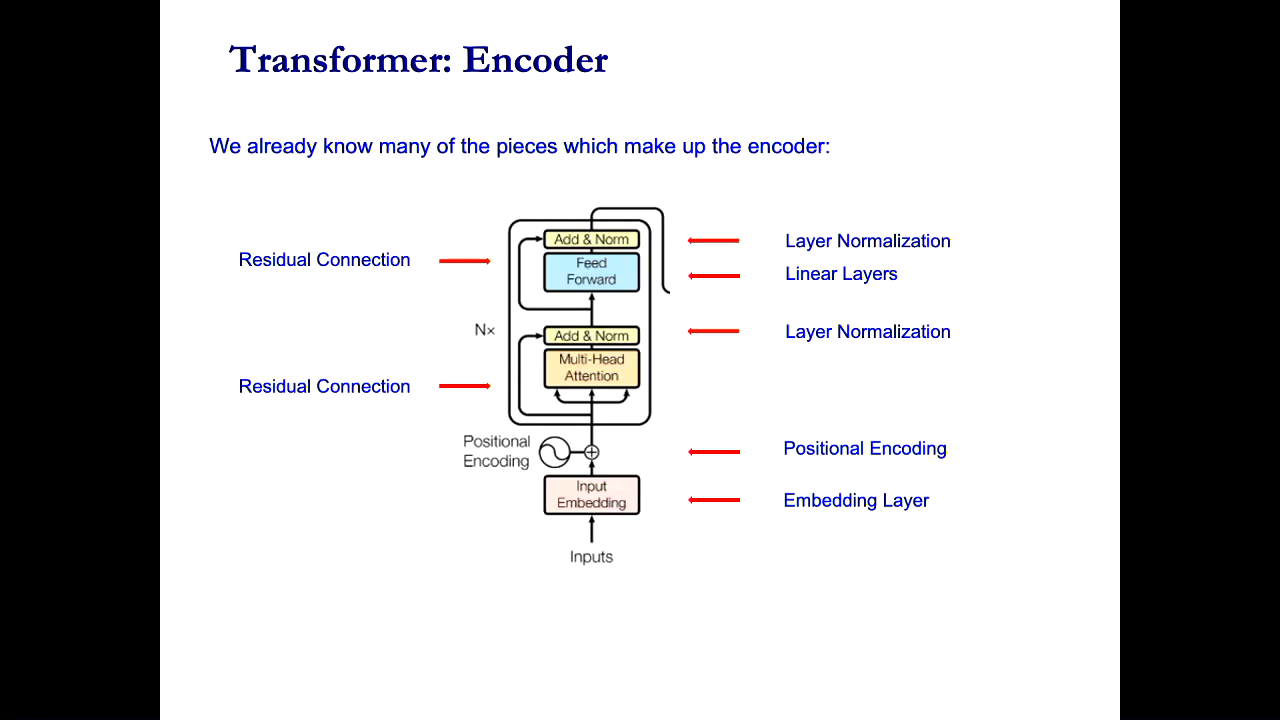 Transformer: Encoder
We already know many of the pieces which make up the encoder:
Add & Norm
Layer Normalization
Residual Connection
Feed
Forward
Linear Layers
Nx
Add & Norm
Layer Normalization
Multi-Head
Attention
Residual Connection
Positional
Encoding
Positional Encoding
Input
Embedding
Embedding Layer
Inputs